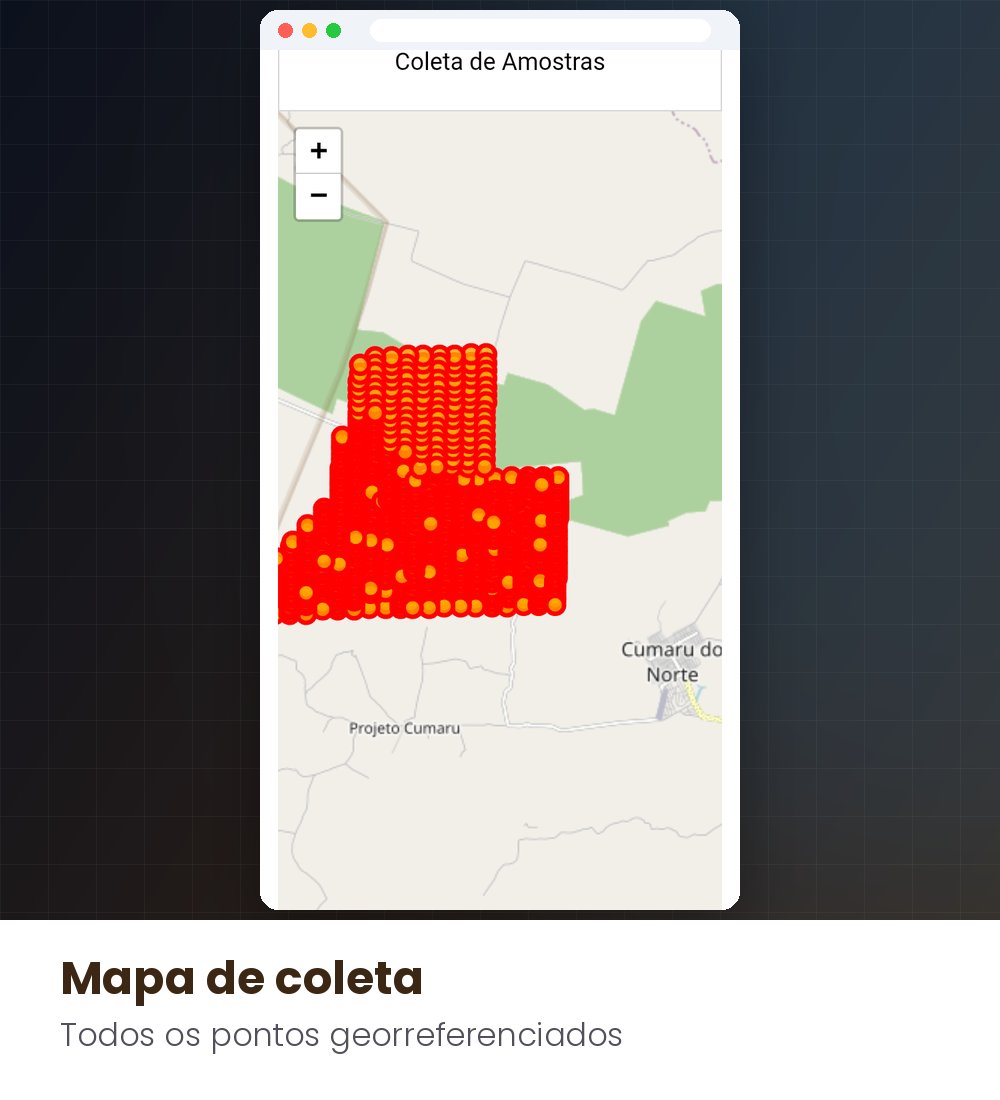 Coleta de Amostras
+
−
Cumaru do
Norte
Projeto Cumaru
Mapa de coleta
Todos os pontos georreferenciados